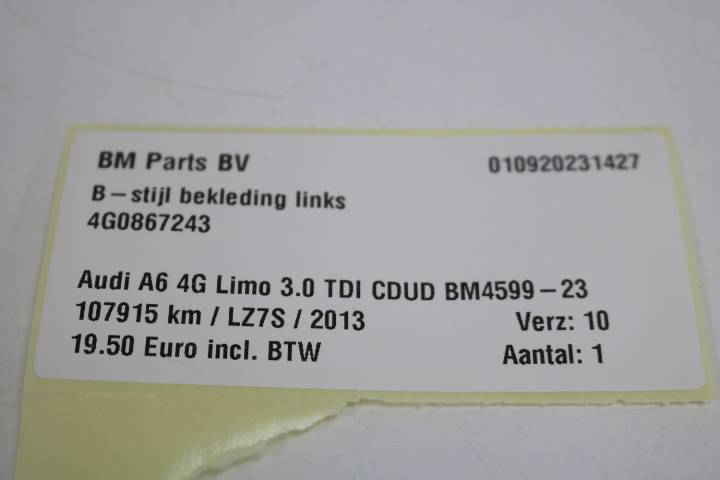 BM Parts BV 010920231427
B-stijl bekleding links
4G0867243
Audi A6 4G Limo 3.0 TDI CDUD BM4599-23
107915 km / LZ7S / 2013 Verz: 10
19.50 Euro incl. BTW Aantal: 1